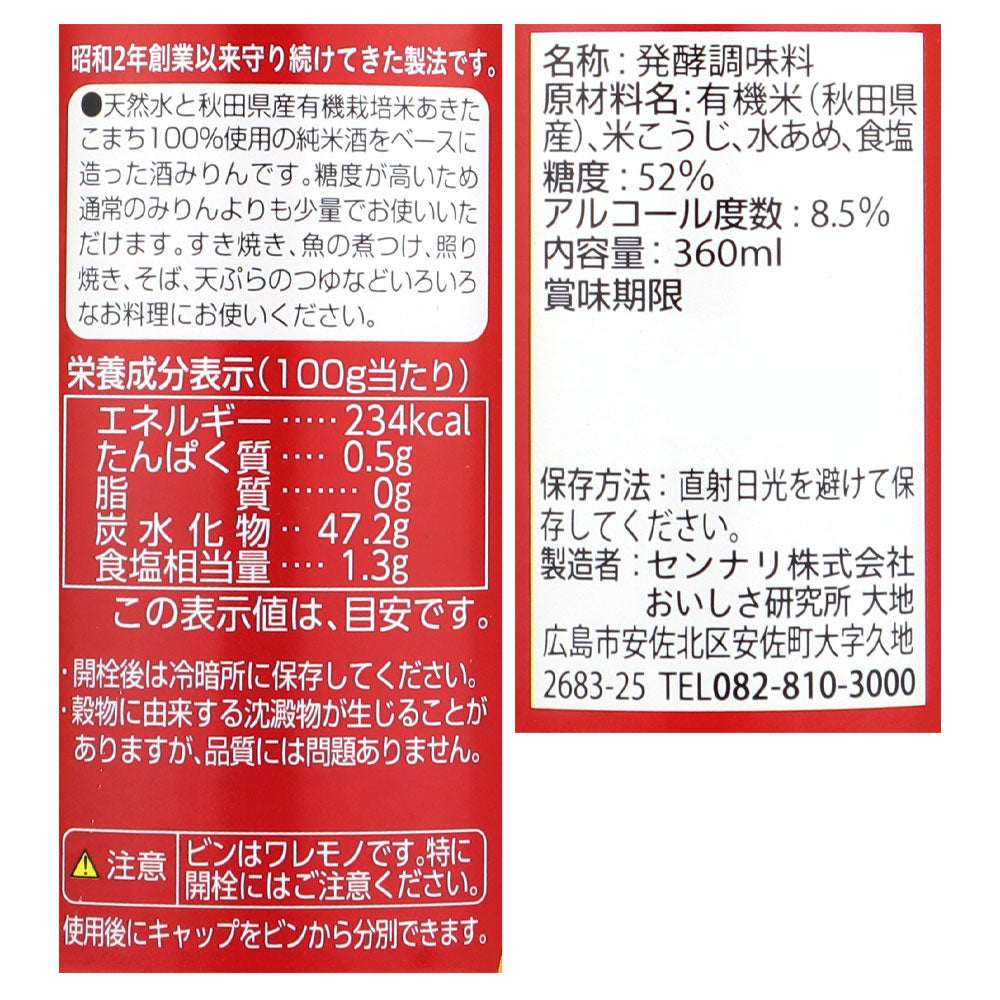 昭和2年創業以来守り続けてきた製法です。
●天然水と秋田県産有機栽培米あきた
こまち100%使用の純米酒をベースに
造った酒みりんです。糖度が高いため
通常のみりんよりも少量でお使いいた
だけます。すき焼き、魚の煮つけ、照り
焼き、そば、天ぷらのつゆなどいろいろ
なお料理にお使いください。
栄養成分表示(100g当たり)
エネルギー ····· 234kcal
たんぱく質 ····· 0.5g
脂 質 ······· 0g
炭水化物 ·· 47.2g
食塩相当量 ··· 1.3g
この表示値は、目安です。
・開栓後は冷暗所に保存してください。
・穀物に由来する沈澱物が生じることが
ありますが、品質には問題ありません。
注意
ビンはワレモノです。特に
開栓にはご注意ください。
使用後にキャップをビンから分別できます。
名称:発酵調味料
原材料名:有機米(秋田県
産)、米こうじ、水あめ、食塩
糖度:52%
アルコール度数:8.5%
内容量:360ml
賞味期限
保存方法:直射日光を避けて保
存してください。
製造者:センナリ株式会社
おいしさ研究所 大地
広島市安佐北区安佐町大字久地
2683-25 TEL082-810-3000